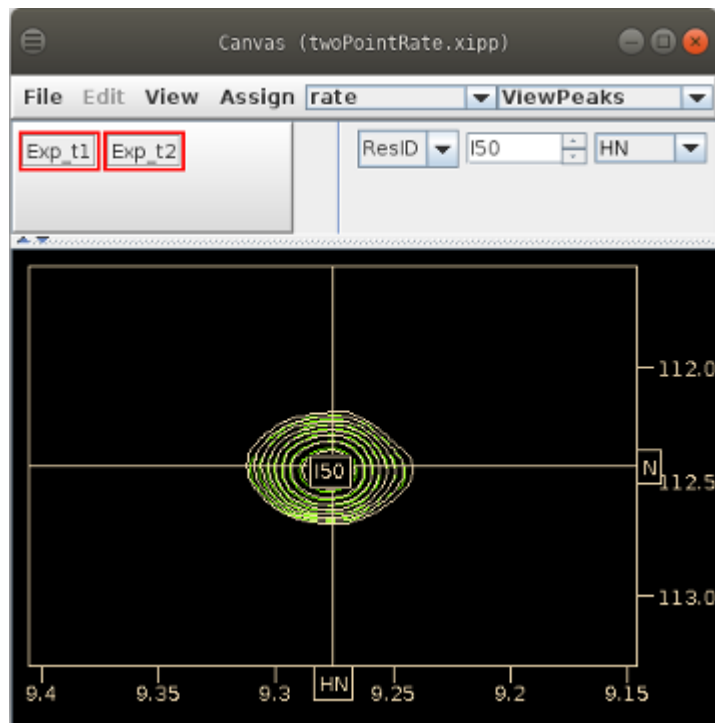 Canvas (twoPointRate.xipp)
File Edit View Assign rate ViewPeaks
Exp_t1 Exp_t2 ResID I50 HN
112.0
I50
N
112.5
113.0
HN
9.4 9.35 9.3 9.25 9.2 9.15